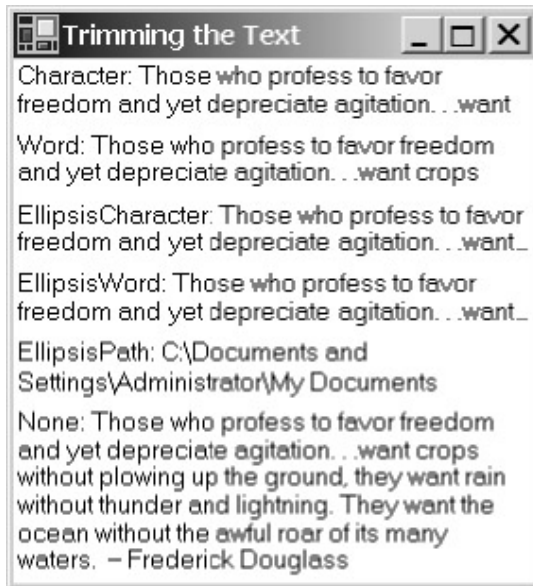 Trimming the Text
Character: Those who profess to favor
freedom and yet depreciate agitation. . .want
Word: Those who profess to favor freedom
and yet depreciate agitation. . .want crops
EllipsisCharacter: Those who profess to favor
freedom and yet depreciate agitation. . .want...
EllipsisWord: Those who profess to favor
freedom and yet depreciate agitation. . .want...
EllipsisPath: C:\Documents and
Settings\Administrator\My Documents
None: Those who profess to favor freedom
and yet depreciate agitation. . .want crops
without plowing up the ground, they want rain
without thunder and lightning. They want the
ocean without the awful roar of its many
waters. – Frederick Douglass